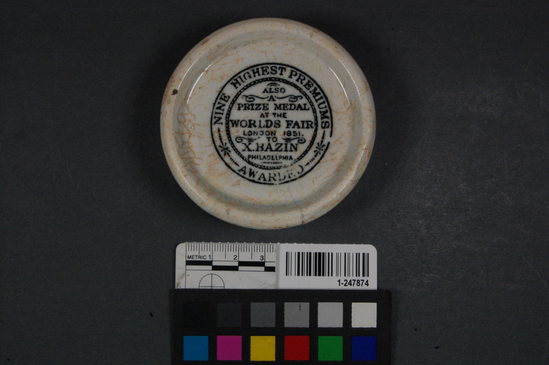 NINE HIGHEST PREMIUMS
AWARDED
ALSO
A
PRIZE MEDAL
AT THE
WORLDS FAIR
LONDON 1851.
TO
X.BAZIN
PHILADELPHIA
METRIC 1 2 3
1-247874